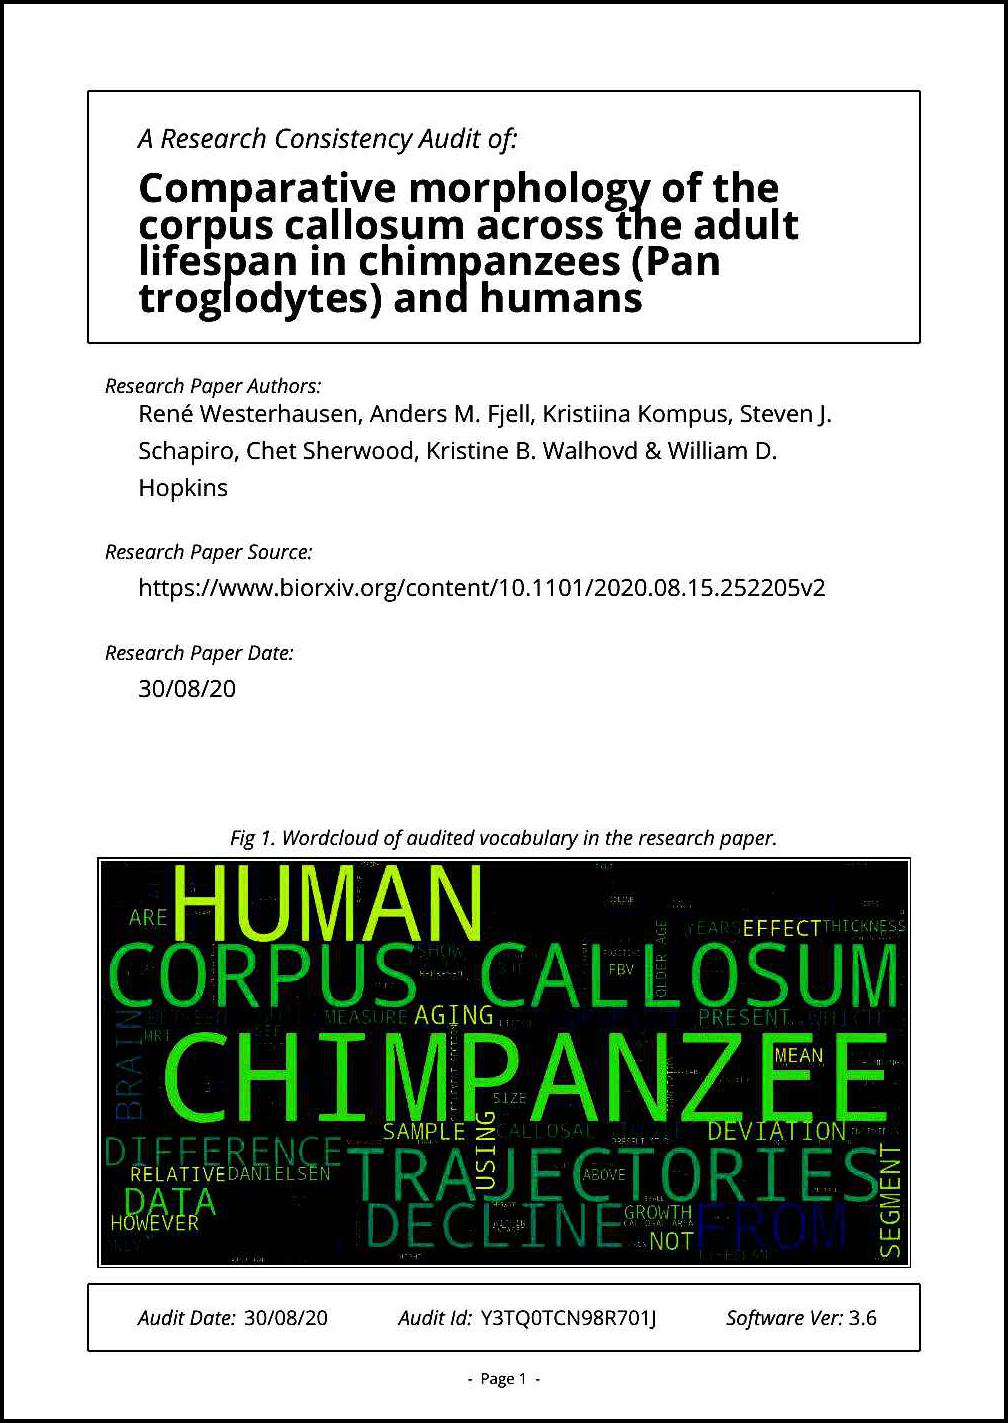 A Research Consistency Audit of:
Comparative morphology of the
corpus callosum across the adult
lifespan in chimpanzees (Pan
troglodytes) and humans
Research Paper Authors:
René Westerhausen, Anders M. Fjell, Kristiina Kompus, Steven J.
Schapiro, Chet Sherwood, Kristine B. Walhovd & William D.
Hopkins
Research Paper Source:
https://www.biorxiv.org/content/10.1101/2020.08.15.252205v2
Research Paper Date:
30/08/20
Fig 1. Wordcloud of audited vocabulary in the research paper.
HUMAN
ARE
YEARS EFFECT THICKNESS
CORPUS CALLOSUM
SHOW
FBV
OLDER AGE
MEASURE AGING
PRESENT
WHICH
BRAIN
MRI
CHIMPANZEE
MEAN
SIZE
USING
SAMPLE
CALLOSAL
DEVIATION
DIFFERENCE
TRAJECTORIES
RELATIVE DANIELSEN
ABOVE
SEGMENT
DATA
HOWEVER
DECLINE
GROWTH
CALLOSAL AREA
FROM
NOT
Audit Date: 30/08/20 Audit Id: Y3TQ0TCN98R701J Software Ver: 3.6
- Page 1 -